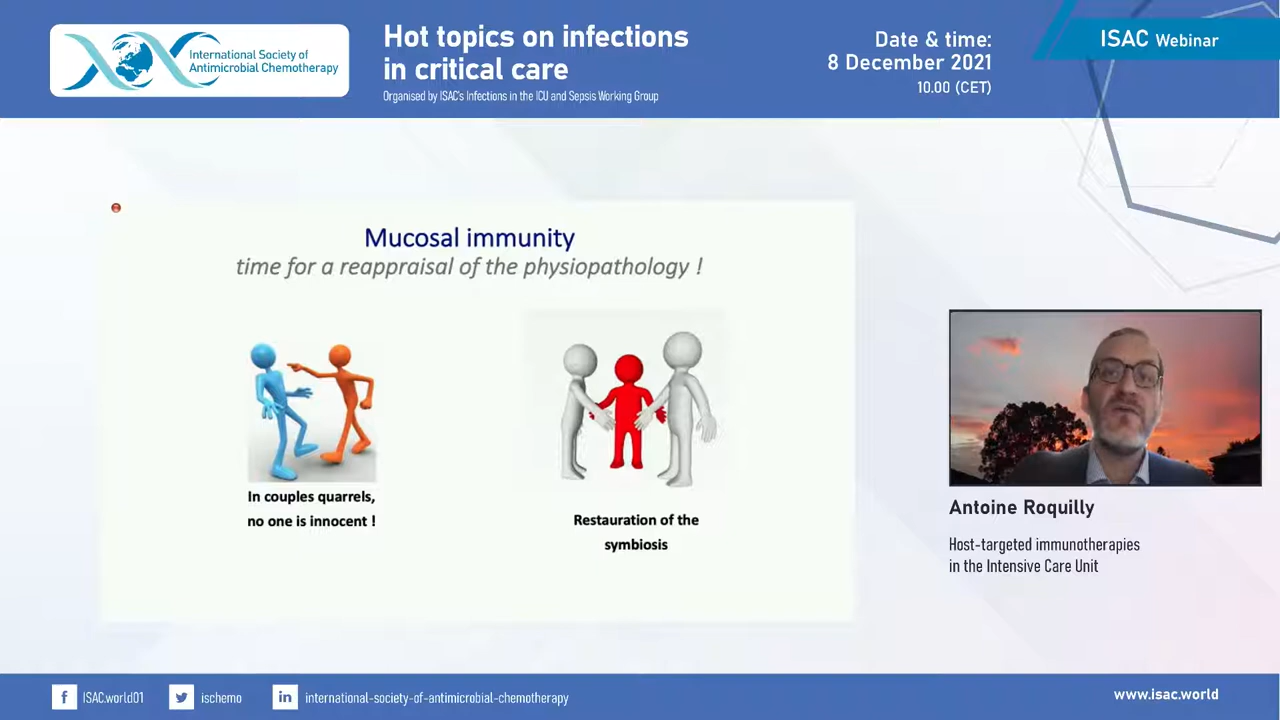 International Society of
Antimicrobial Chemotherapy
Hot topics on infections
in critical care
Organised by ISAC's Infections in the ICU and Sepsis Working Group
Date & time:
8 December 2021
10.00 (CET)
ISAC Webinar
Mucosal immunity
time for a reappraisal of the physiopathology !
In couples quarrels,
no one is innocent !
Restauration of the
symbiosis
Antoine Roquilly
Host-targeted immunotherapies
in the Intensive Care Unit
f ISAC.world01
ischemo
in international-society-of-antimicrobial-chemotherapy
www.isac.world